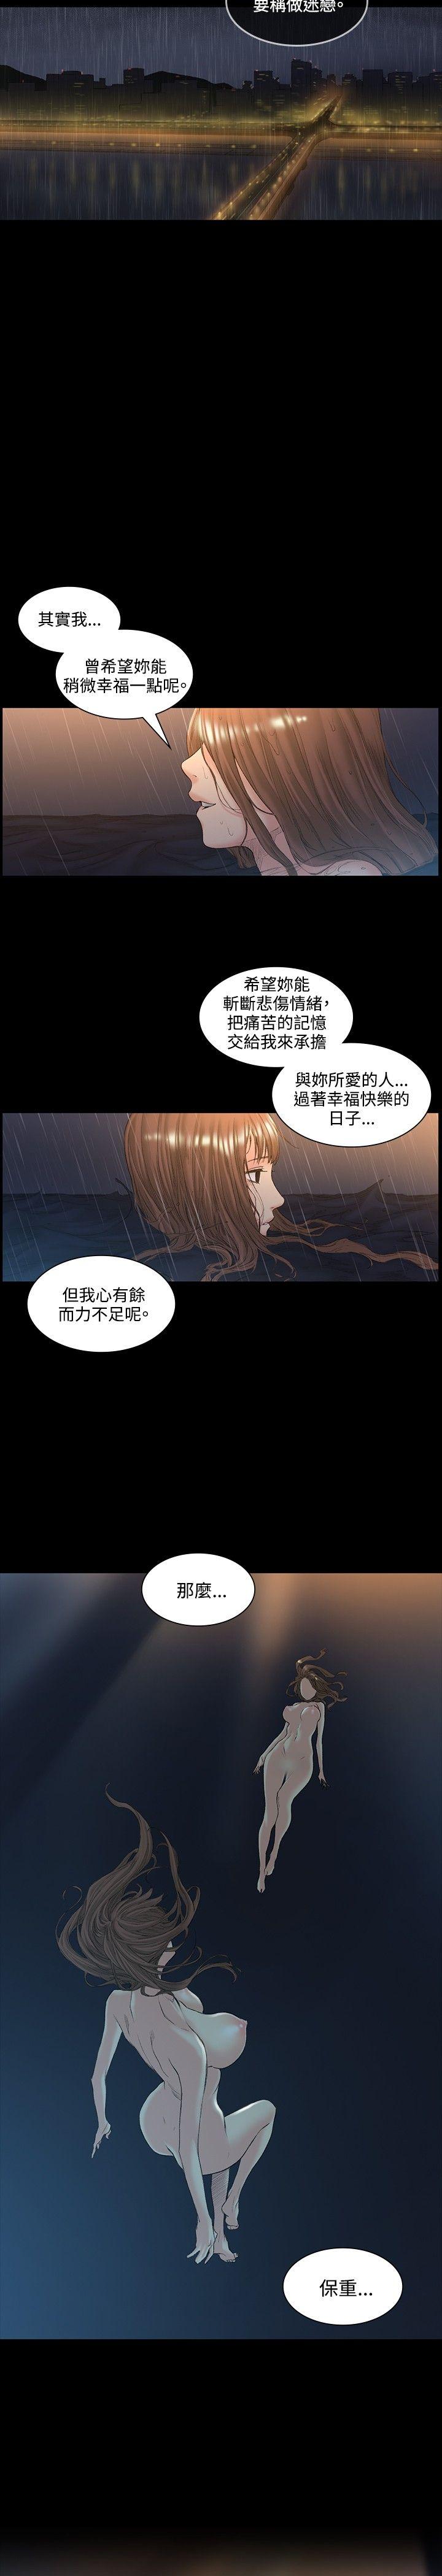 要稱做迷戀。
其實我...
曾希望妳能
稍微幸福一點呢。
希望妳能
斬斷悲傷情緒,
把痛苦的記憶
交給我來承擔
與妳所愛的人...
過著幸福快樂的
日子...
但我心有餘
而力不足呢。
那麼...
保重...